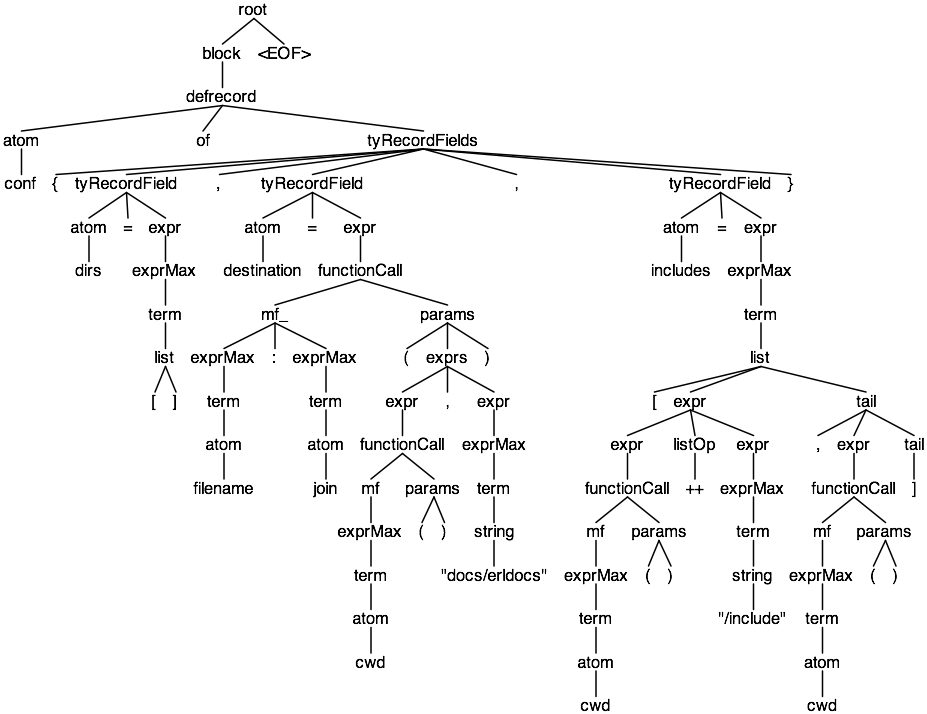 root
block <EOF>
defrecord
atom of tyRecordFields
conf { tyRecordField , tyRecordField , tyRecordField }
atom = expr atom = expr atom = expr
dirs exprMax destination functionCall includes exprMax
term mf_ params term
list exprMax : exprMax ( exprs ) list
[ ] term term expr , expr [ expr tail
atom atom functionCall exprMax expr listOp expr , expr tail
filename join mf params term functionCall ++ exprMax functionCall ]
exprMax ( ) string mf params term mf params
term "docs/erldocs" exprMax ( ) string exprMax ( )
atom term "/include" term
cwd atom atom
cwd cwd